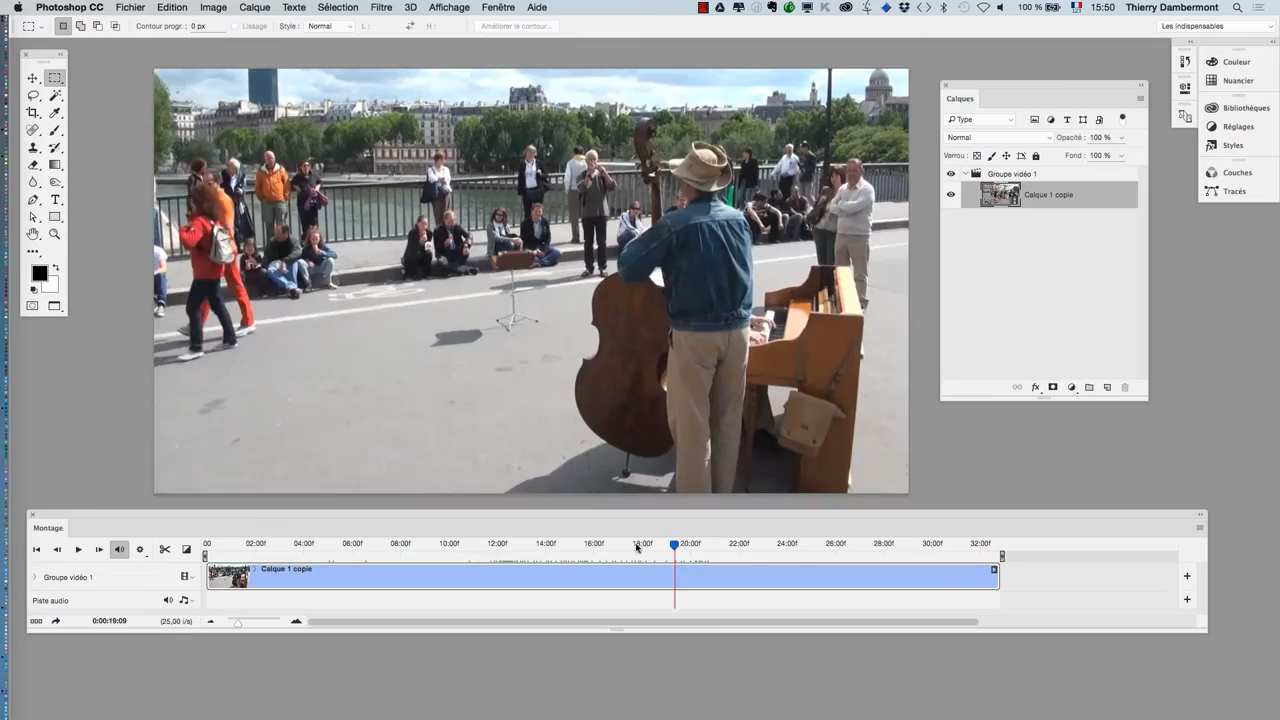 Photoshop CC Fichier Edition Image Calque Texte Sélection Filtre 3D Affichage Fenêtre Aide 100 % 15:50 Thierry Dambermont
Contour progr. : 0 px Lissage Style : Normal L : H : Améliorer le contour... Les indispensables
Calques
Type
Normal Opacité : 100 %
Verrou : Fond : 100 %
Groupe vidéo 1
Calque 1 copie
Couleur
Nuancier
Bibliothèques
Réglages
Styles
Couches
Tracés
Montage
00 02:00f 04:00f 06:00f 08:00f 10:00f 12:00f 14:00f 16:00f 18:00f 20:00f 22:00f 24:00f 26:00f 28:00f 30:00f 32:00f
Groupe vidéo 1 Calque 1 copie
Piste audio
0:00:19:09 (25,00 i/s)